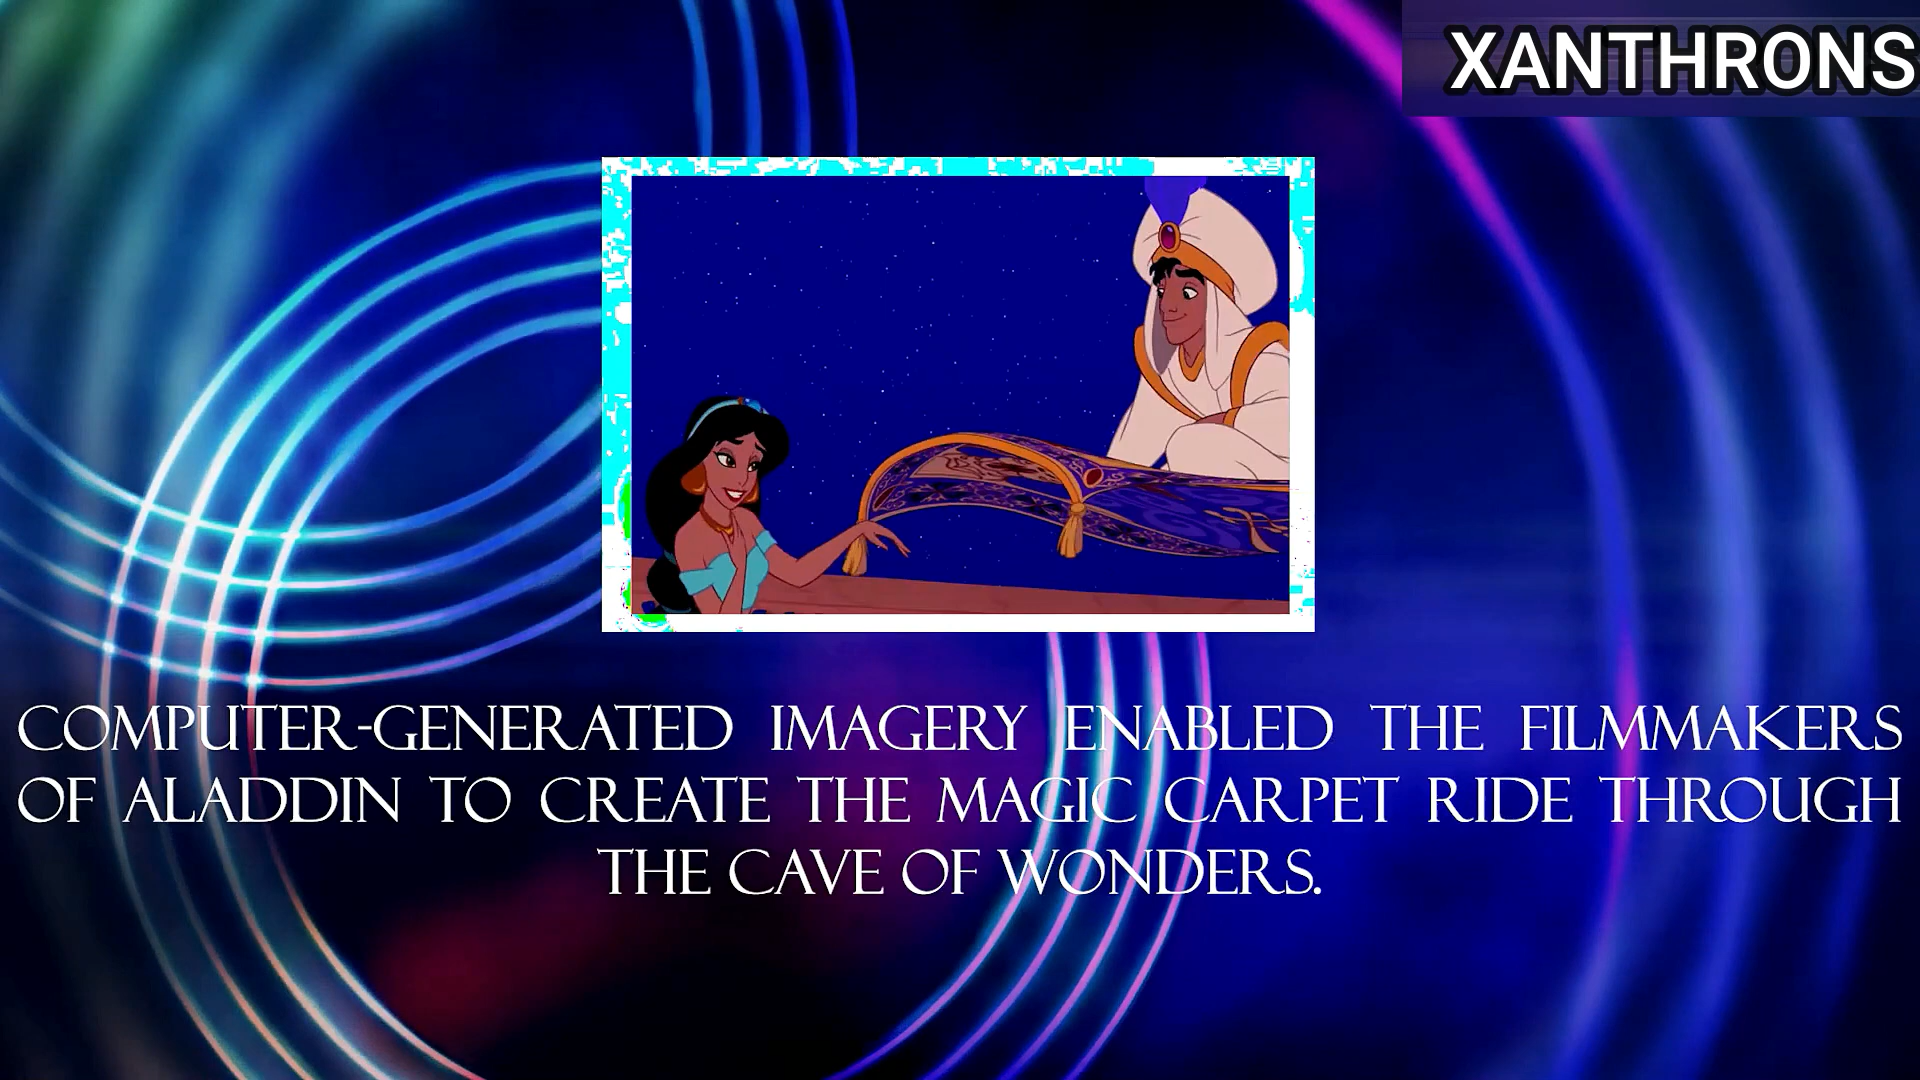 XANTHRONS
COMPUTER-GENERATED IMAGERY ENABLED THE FILMMAKERS
OF ALADDIN TO CREATE THE MAGIC CARPET RIDE THROUGH
THE CAVE OF WONDERS.